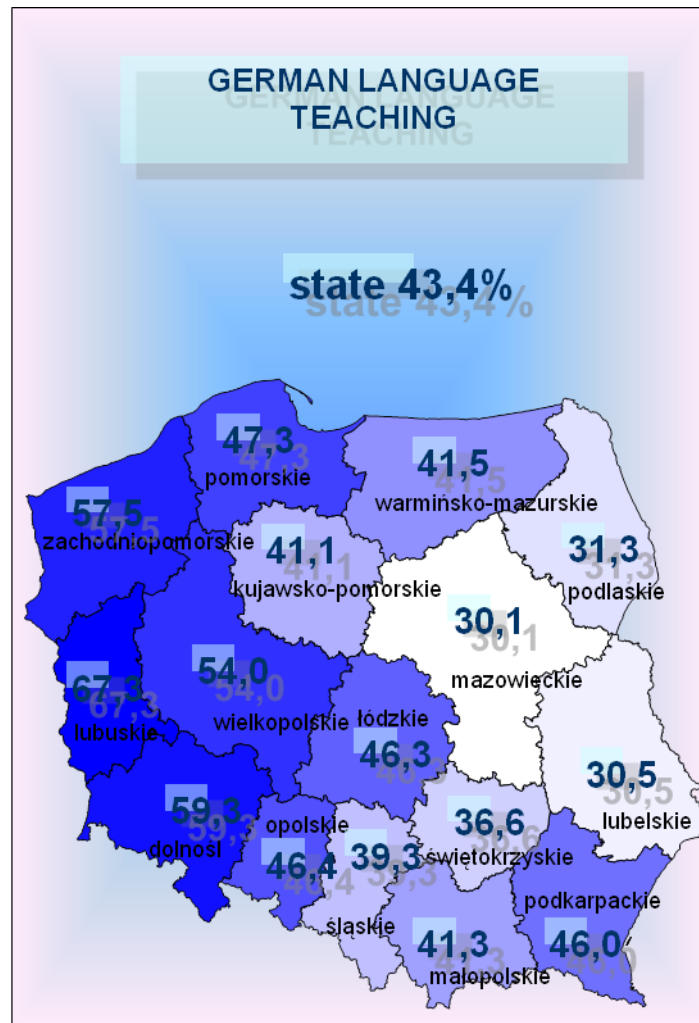 GERMAN LANGUAGE
TEACHING
state 43,4%
47,3
pomorskie
41,5
warmińsko-mazurskie
57,5
zachodniopomorskie
41,1
kujawsko-pomorskie
31,3
podlaskie
30,1
mazowieckie
67,3
lubuskie
54,0
wielkopolskie
łódzkie
46,3
30,5
lubelskie
59,3
dolnośl
opolskie
46,4
39,3
śląskie
36,6
świętokrzyskie
podkarpackie
46,0
41,3
małopolskie